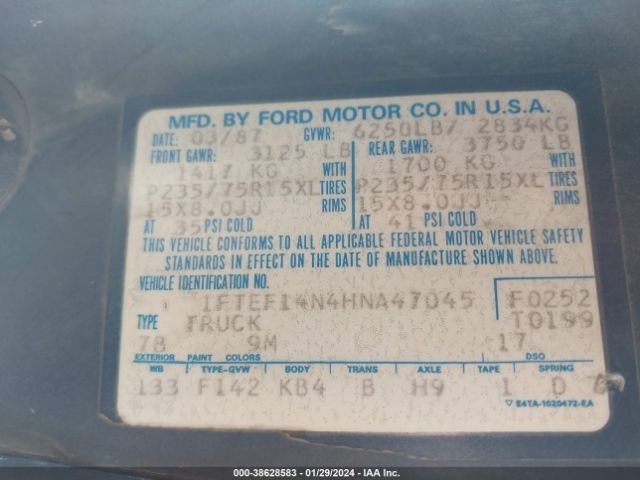 MFD. BY FORD MOTOR CO. IN U.S.A.
DATE: 03/87 GVWR: 6250LB/ 2834KG
FRONT GAWR: 3125 LB REAR GAWR: 3750 LB
1417 KG WITH 1700 KG WITH
P235/75R15XL TIRES P235/75R15XL TIRES
15X8.0JJ RIMS 15X8.0JJ RIMS
AT 35 PSI COLD AT 41 PSI COLD
THIS VEHICLE CONFORMS TO ALL APPLICABLE FEDERAL MOTOR VEHICLE SAFETY
STANDARDS IN EFFECT ON THE DATE OF MANUFACTURE SHOWN ABOVE.
VEHICLE IDENTIFICATION NO.
1FTEF14N4HNA47045 F0252
TYPE TRUCK T0199
7B 9M 17
EXTERIOR PAINT COLORS DSO
WB TYPE-GVW BODY TRANS AXLE TAPE SPRING
133 F142 KB4 B H9 1 D
▽ E4TA-1020472-EA
000-38628583 - 01/29/2024 - IAA Inc.